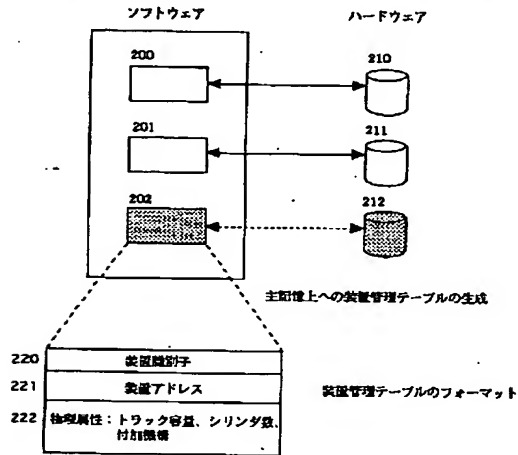 ソフトウェア
ハードウェア
200
210
201
211
202
212
主記憶上への装置管理テーブルの生成
220 装置識別子
221 装置アドレス
装置管理テーブルのフォーマット
222 物理属性：トラック容量、シリンダ数、
付加機構